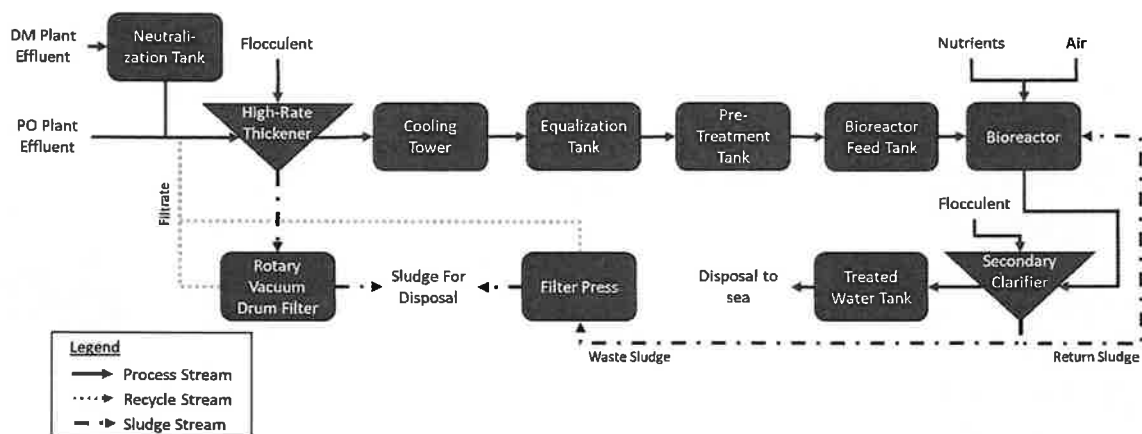 DM Plant
Effluent
Neutrali-
zation Tank
Flocculent
Nutrients
Air
PO Plant
Effluent
High-Rate
Thickener
Cooling
Tower
Equalization
Tank
Pre-
Treatment
Tank
Bioreactor
Feed Tank
Bioreactor
Filtrate
Flocculent
Rotary
Vacuum
Drum Filter
Sludge For
Disposal
Filter Press
Disposal to
sea
Treated
Water Tank
Secondary
Clarifier
Waste Sludge
Return Sludge
Legend
Process Stream
Recycle Stream
Sludge Stream